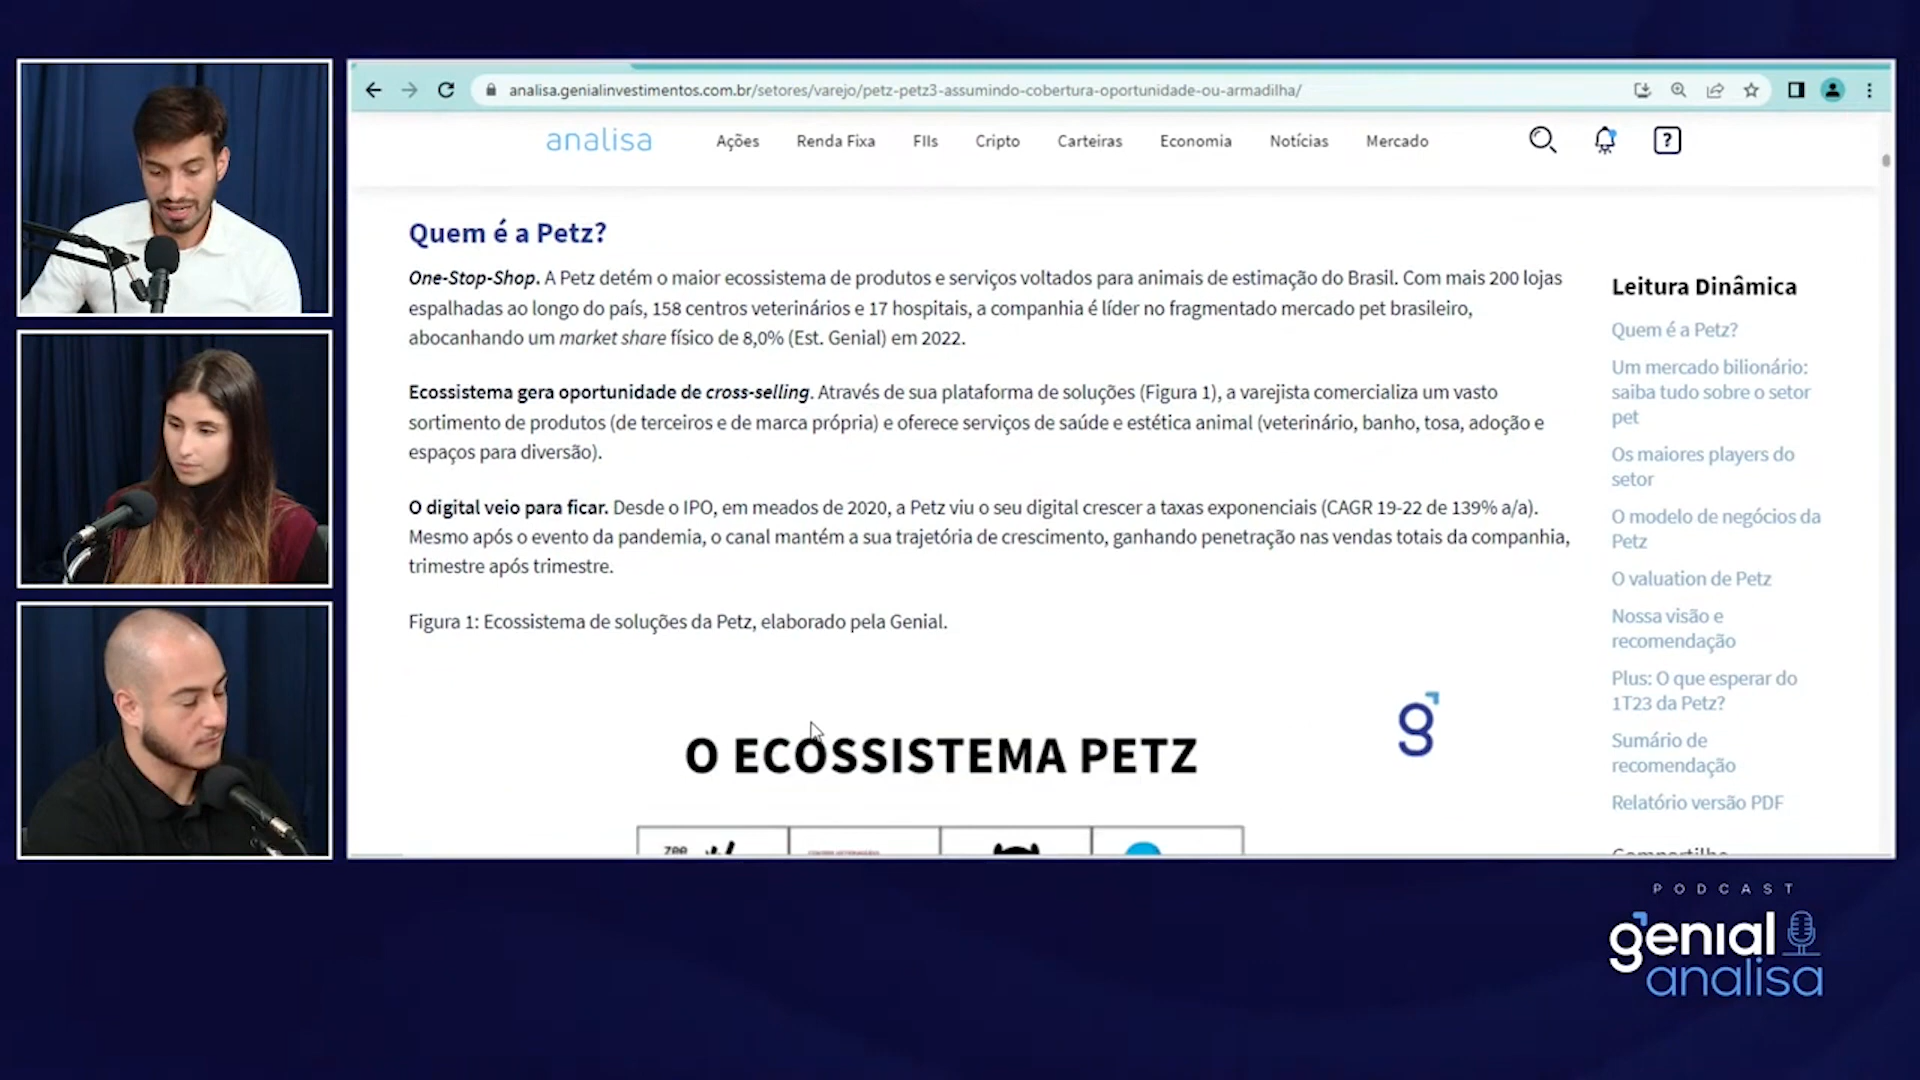 analisa.genialinvestimentos.com.br/setores/varejo/petz-petz3-assumindo-cobertura-oportunidade-ou-armadilha/
analisa
Ações
Renda Fixa
FIIs
Cripto
Carteiras
Economia
Notícias
Mercado
?
Quem é a Petz?
One-Stop-Shop. A Petz detém o maior ecossistema de produtos e serviços voltados para animais de estimação do Brasil. Com mais 200 lojas
espalhadas ao longo do país, 158 centros veterinários e 17 hospitais, a companhia é líder no fragmentado mercado pet brasileiro,
abocanhando um market share físico de 8,0% (Est. Genial) em 2022.
Ecossistema gera oportunidade de cross-selling. Através de sua plataforma de soluções (Figura 1), a varejista comercializa um vasto
sortimento de produtos (de terceiros e de marca própria) e oferece serviços de saúde e estética animal (veterinário, banho, tosa, adoção e
espaços para diversão).
O digital veio para ficar. Desde o IPO, em meados de 2020, a Petz viu o seu digital crescer a taxas exponenciais (CAGR 19-22 de 139% a/a).
Mesmo após o evento da pandemia, o canal mantém a sua trajetória de crescimento, ganhando penetração nas vendas totais da companhia,
trimestre após trimestre.
Figura 1: Ecossistema de soluções da Petz, elaborado pela Genial.
g
O ECOSSISTEMA PETZ
Leitura Dinâmica
Quem é a Petz?
Um mercado bilionário:
saiba tudo sobre o setor
pet
Os maiores players do
setor
O modelo de negócios da
Petz
O valuation de Petz
Nossa visão e
recomendação
Plus: O que esperar do
1T23 da Petz?
Sumário de
recomendação
Relatório versão PDF
PODCAST
genial
analisa